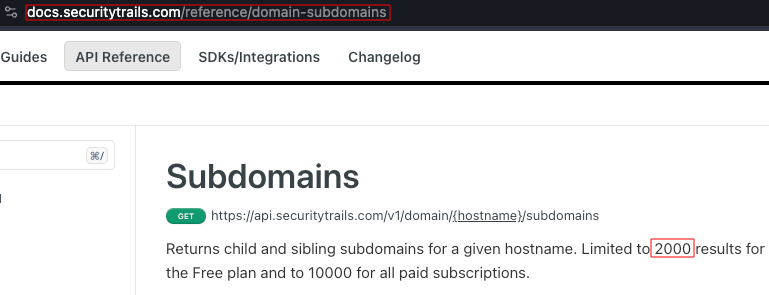 docs.securitytrails.com/reference/domain-subdomains
Guides API Reference SDKs/Integrations Changelog
⌘/
Subdomains
GET https://api.securitytrails.com/v1/domain/{hostname}/subdomains
Returns child and sibling subdomains for a given hostname. Limited to 2000 results for
the Free plan and to 10000 for all paid subscriptions.